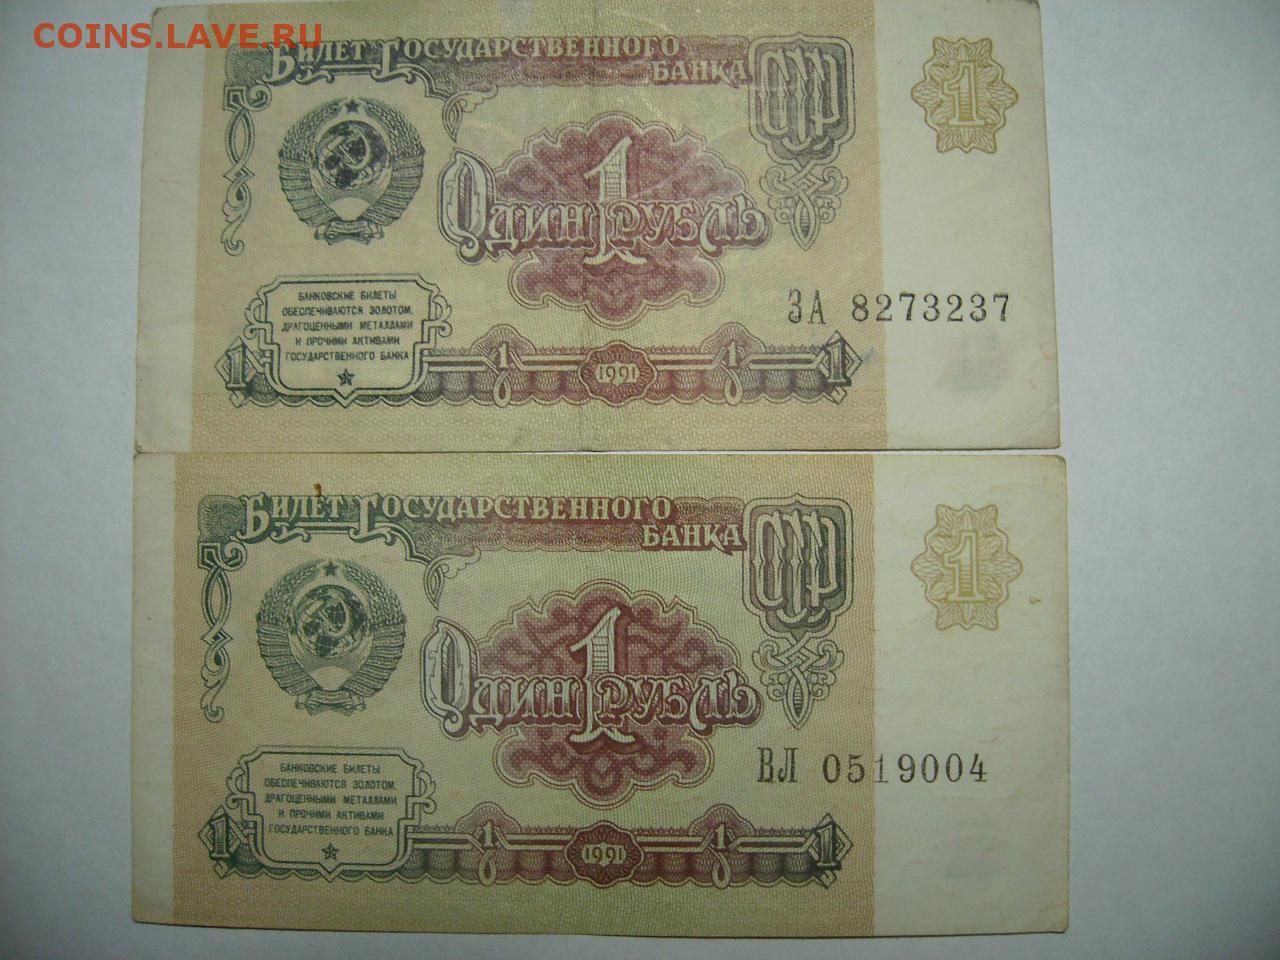 COINS.LAVE.RU
Билет Государственного
Банка
1
Один 1 рубль
БАНКОВСКИЕ БИЛЕТЫ
ОБЕСПЕЧИВАЮТСЯ ЗОЛОТОМ,
ДРАГОЦЕННЫМИ МЕТАЛЛАМИ
И ПРОЧИМИ АКТИВАМИ
ГОСУДАРСТВЕННОГО БАНКА
ЗА 8273237
1 1 1991 1 1
Билет Государственного
Банка
1
Один 1 рубль
БАНКОВСКИЕ БИЛЕТЫ
ОБЕСПЕЧИВАЮТСЯ ЗОЛОТОМ,
ДРАГОЦЕННЫМИ МЕТАЛЛАМИ
И ПРОЧИМИ АКТИВАМИ
ГОСУДАРСТВЕННОГО БАНКА
ВЛ 0519004
1 1 1991 1 1